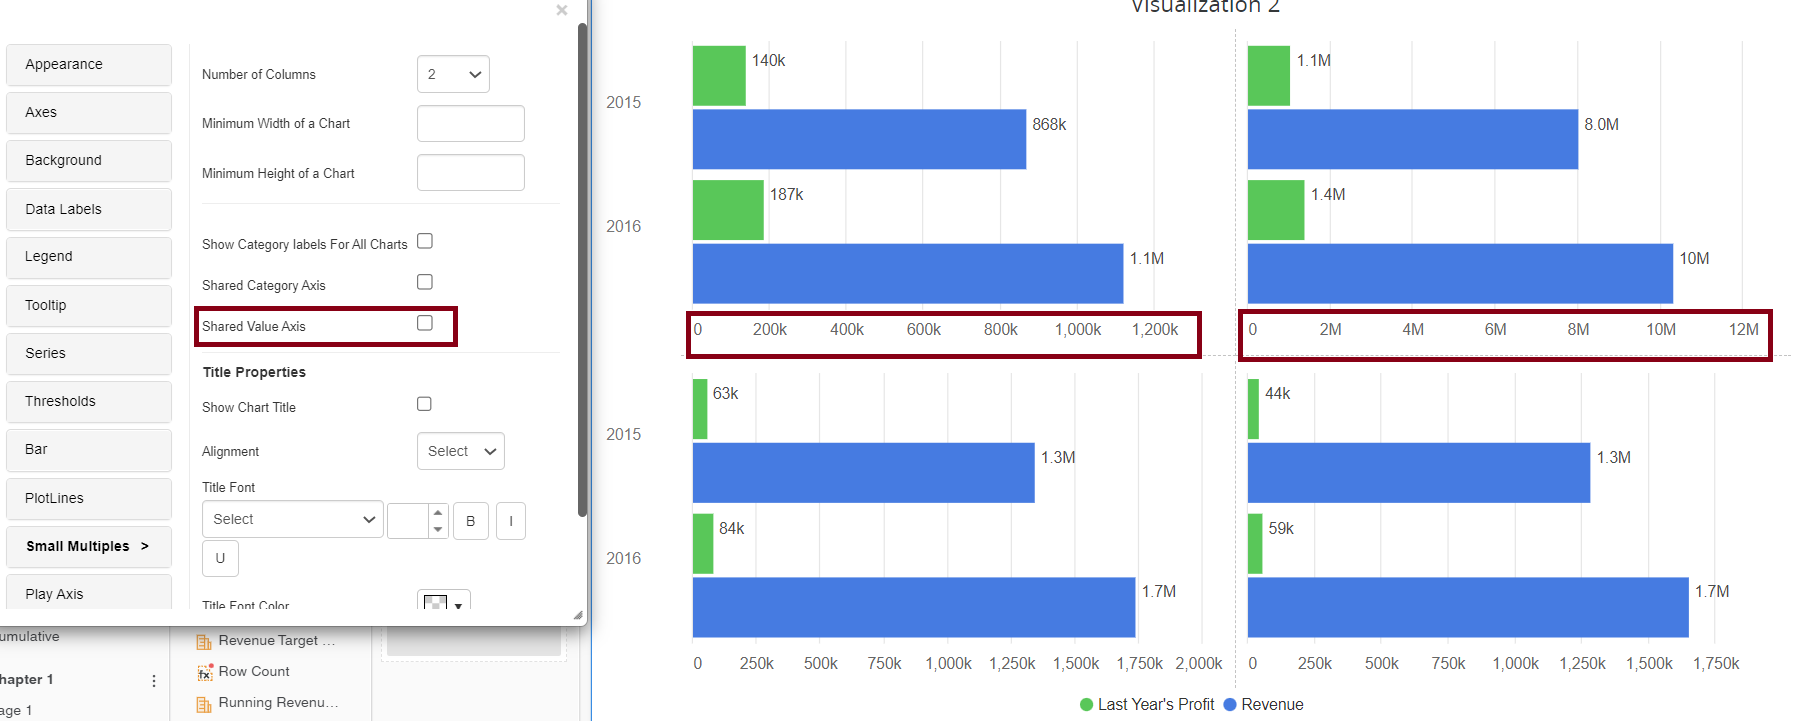 ×
Appearance
Axes
Background
Data Labels
Legend
Tooltip
Series
Thresholds
Bar
PlotLines
Small Multiples >
Play Axis
Number of Columns 2
Minimum Width of a Chart
Minimum Height of a Chart
Show Category labels For All Charts
Shared Category Axis
Shared Value Axis
Title Properties
Show Chart Title
Alignment Select
Title Font
Select B I
U
Title Font Color
umulative
hapter 1
age 1
Revenue Target ...
fx Row Count
Running Revenu...
Visualization 2
2015
140k
868k
2016
187k
1.1M
0 200k 400k 600k 800k 1,000k 1,200k
1.1M
8.0M
1.4M
10M
0 2M 4M 6M 8M 10M 12M
2015
63k
1.3M
2016
84k
1.7M
0 250k 500k 750k 1,000k 1,250k 1,500k 1,750k 2,000k
44k
1.3M
59k
1.7M
0 250k 500k 750k 1,000k 1,250k 1,500k 1,750k
Last Year's Profit Revenue